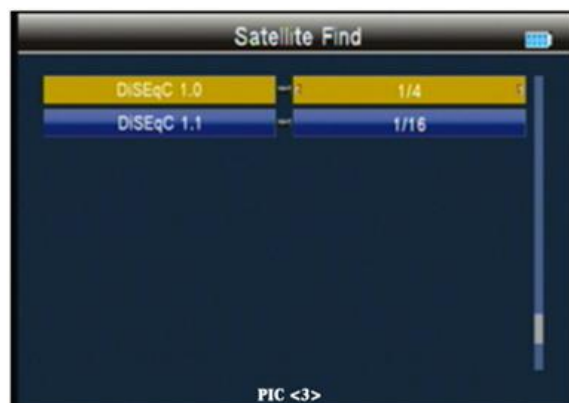 Satellite Find
DiSEqC 1.0 1/4
DiSEqC 1.1 1/16
PIC <3>